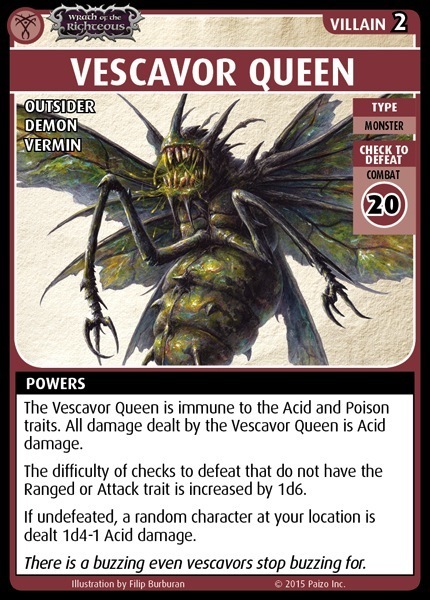 Wrath of the
Righteous
VILLAIN 2
VESCAVOR QUEEN
OUTSIDER
DEMON
VERMIN
TYPE
MONSTER
CHECK TO
DEFEAT
COMBAT
20
POWERS
The Vescavor Queen is immune to the Acid and Poison
traits. All damage dealt by the Vescavor Queen is Acid
damage.
The difficulty of checks to defeat that do not have the
Ranged or Attack trait is increased by 1d6.
If undefeated, a random character at your location is
dealt 1d4-1 Acid damage.
There is a buzzing even vescavors stop buzzing for.
Illustration by Filip Burburan
© 2015 Paizo Inc.